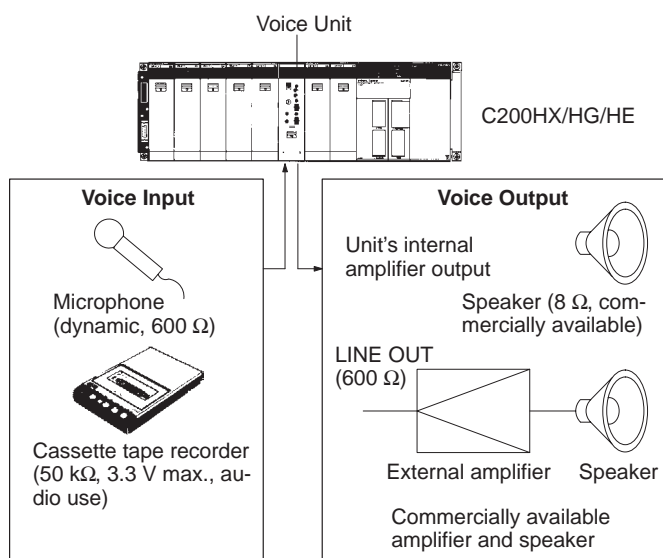 Voice Unit
C200HX/HG/HE
Voice Input
Microphone
(dynamic, 600 Ω)
Cassette tape recorder
(50 kΩ, 3.3 V max., au-
dio use)
Voice Output
Unit's internal
amplifier output
Speaker (8 Ω, com-
mercially available)
LINE OUT
(600 Ω)
External amplifier
Speaker
Commercially available
amplifier and speaker